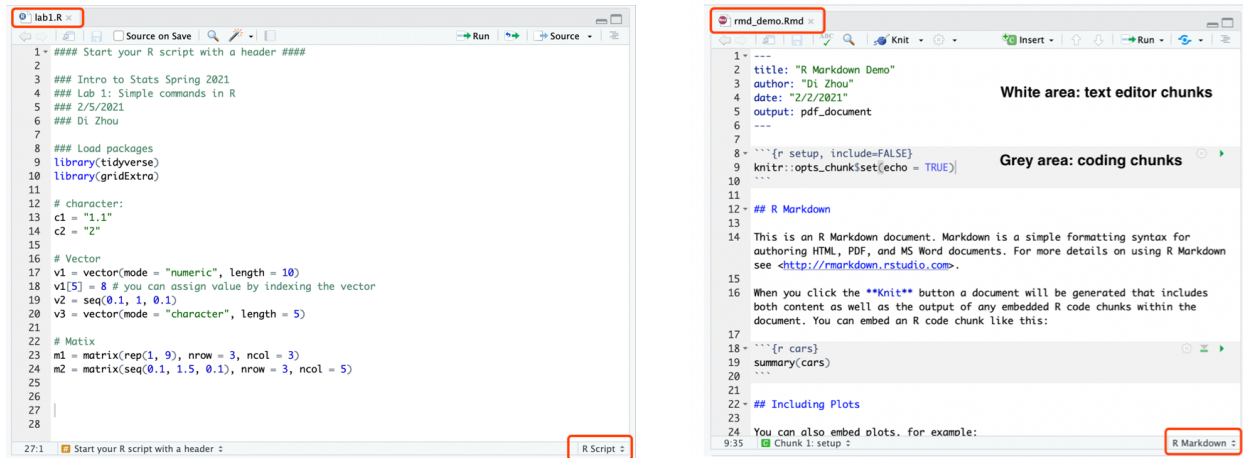 lab1.R
Source on Save
Run
Source
1 #### Start your R script with a header ####
2
3 ### Intro to Stats Spring 2021
4 ### Lab 1: Simple commands in R
5 ### 2/5/2021
6 ### Di Zhou
7
8 ### Load packages
9 library(tidyverse)
10 library(gridExtra)
11
12 # character:
13 c1 = "1.1"
14 c2 = "2"
15
16 # Vector
17 v1 = vector(mode = "numeric", length = 10)
18 v1[5] = 8 # you can assign value by indexing the vector
19 v2 = seq(0.1, 1, 0.1)
20 v3 = vector(mode = "character", length = 5)
21
22 # Matix
23 m1 = matrix(rep(1, 9), nrow = 3, ncol = 3)
24 m2 = matrix(seq(0.1, 1.5, 0.1), nrow = 3, ncol = 5)
25
26
27
28
27:1 # Start your R script with a header R Script
rmd_demo.Rmd
ABC Knit Insert Run
1 ---
2 title: "R Markdown Demo"
3 author: "Di Zhou"
4 date: "2/2/2021"
5 output: pdf_document
6 ---
White area: text editor chunks
7
8 ```{r setup, include=FALSE}
9 knitr::opts_chunk$set(echo = TRUE)
10 ```
Grey area: coding chunks
11
12 ## R Markdown
13
14 This is an R Markdown document. Markdown is a simple formatting syntax for
authoring HTML, PDF, and MS Word documents. For more details on using R Markdown
see <http://rmarkdown.rstudio.com>.
15
16 When you click the **Knit** button a document will be generated that includes
both content as well as the output of any embedded R code chunks within the
document. You can embed an R code chunk like this:
17
18 ```{r cars}
19 summary(cars)
20 ```
21
22 ## Including Plots
23
24 You can also embed plots, for example:
9:35 C Chunk 1: setup R Markdown